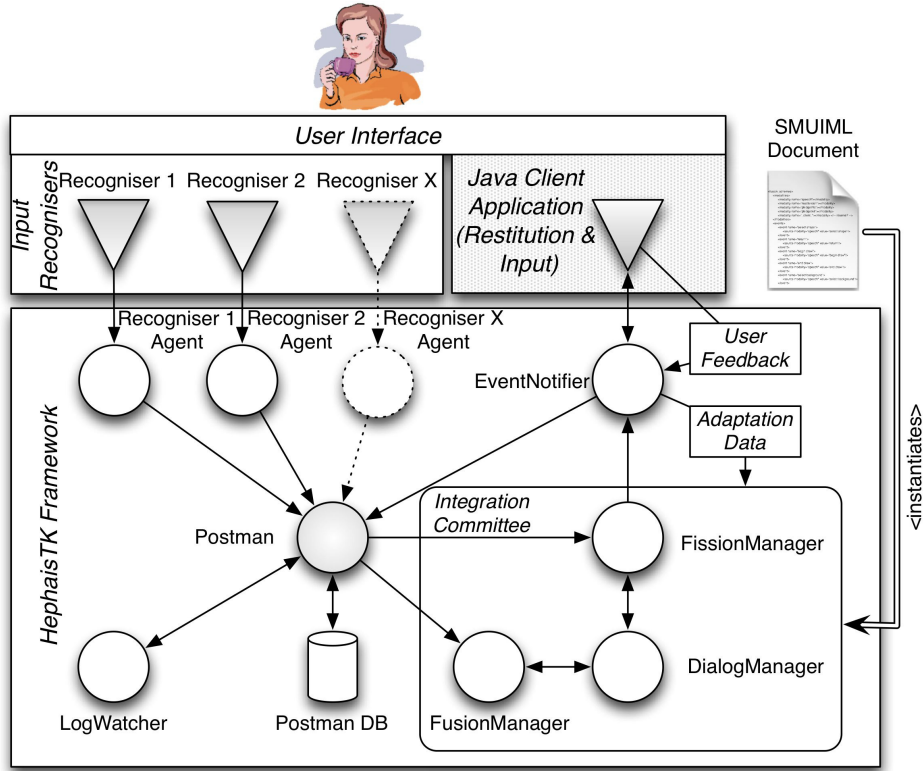 User Interface
SMUIML
Document
Input
Recognisers
Recogniser 1
Recogniser 2
Recogniser X
Java Client
Application
(Restitution &
Input)
Recogniser 1
Agent
Recogniser 2
Agent
Recogniser X
Agent
User
Feedback
EventNotifier
Adaptation
Data
<instantiates>
HephaisTK Framework
Integration
Committee
Postman
FissionManager
DialogManager
LogWatcher
Postman DB
FusionManager